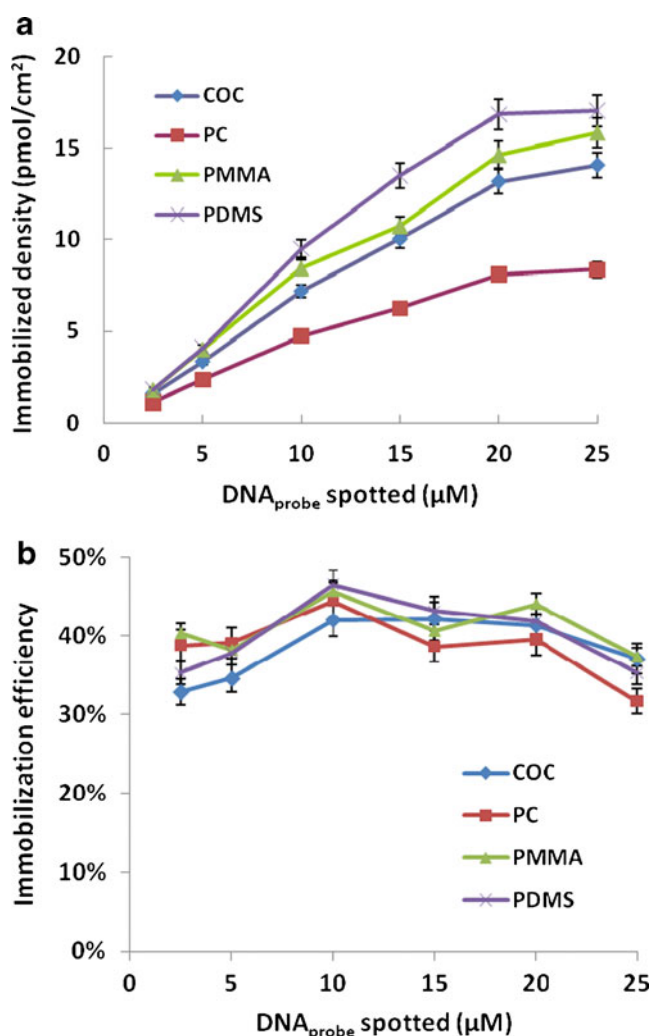 a
Immobilized density (pmol/cm²)
20
15
10
5
0
COC
PC
PMMA
PDMS
5 10 15 20 25
DNAprobe spotted (µM)
b
Immobilization efficiency
50%
40%
30%
20%
10%
0%
COC
PC
PMMA
PDMS
0 5 10 15 20 25
DNAprobe spotted (µM)